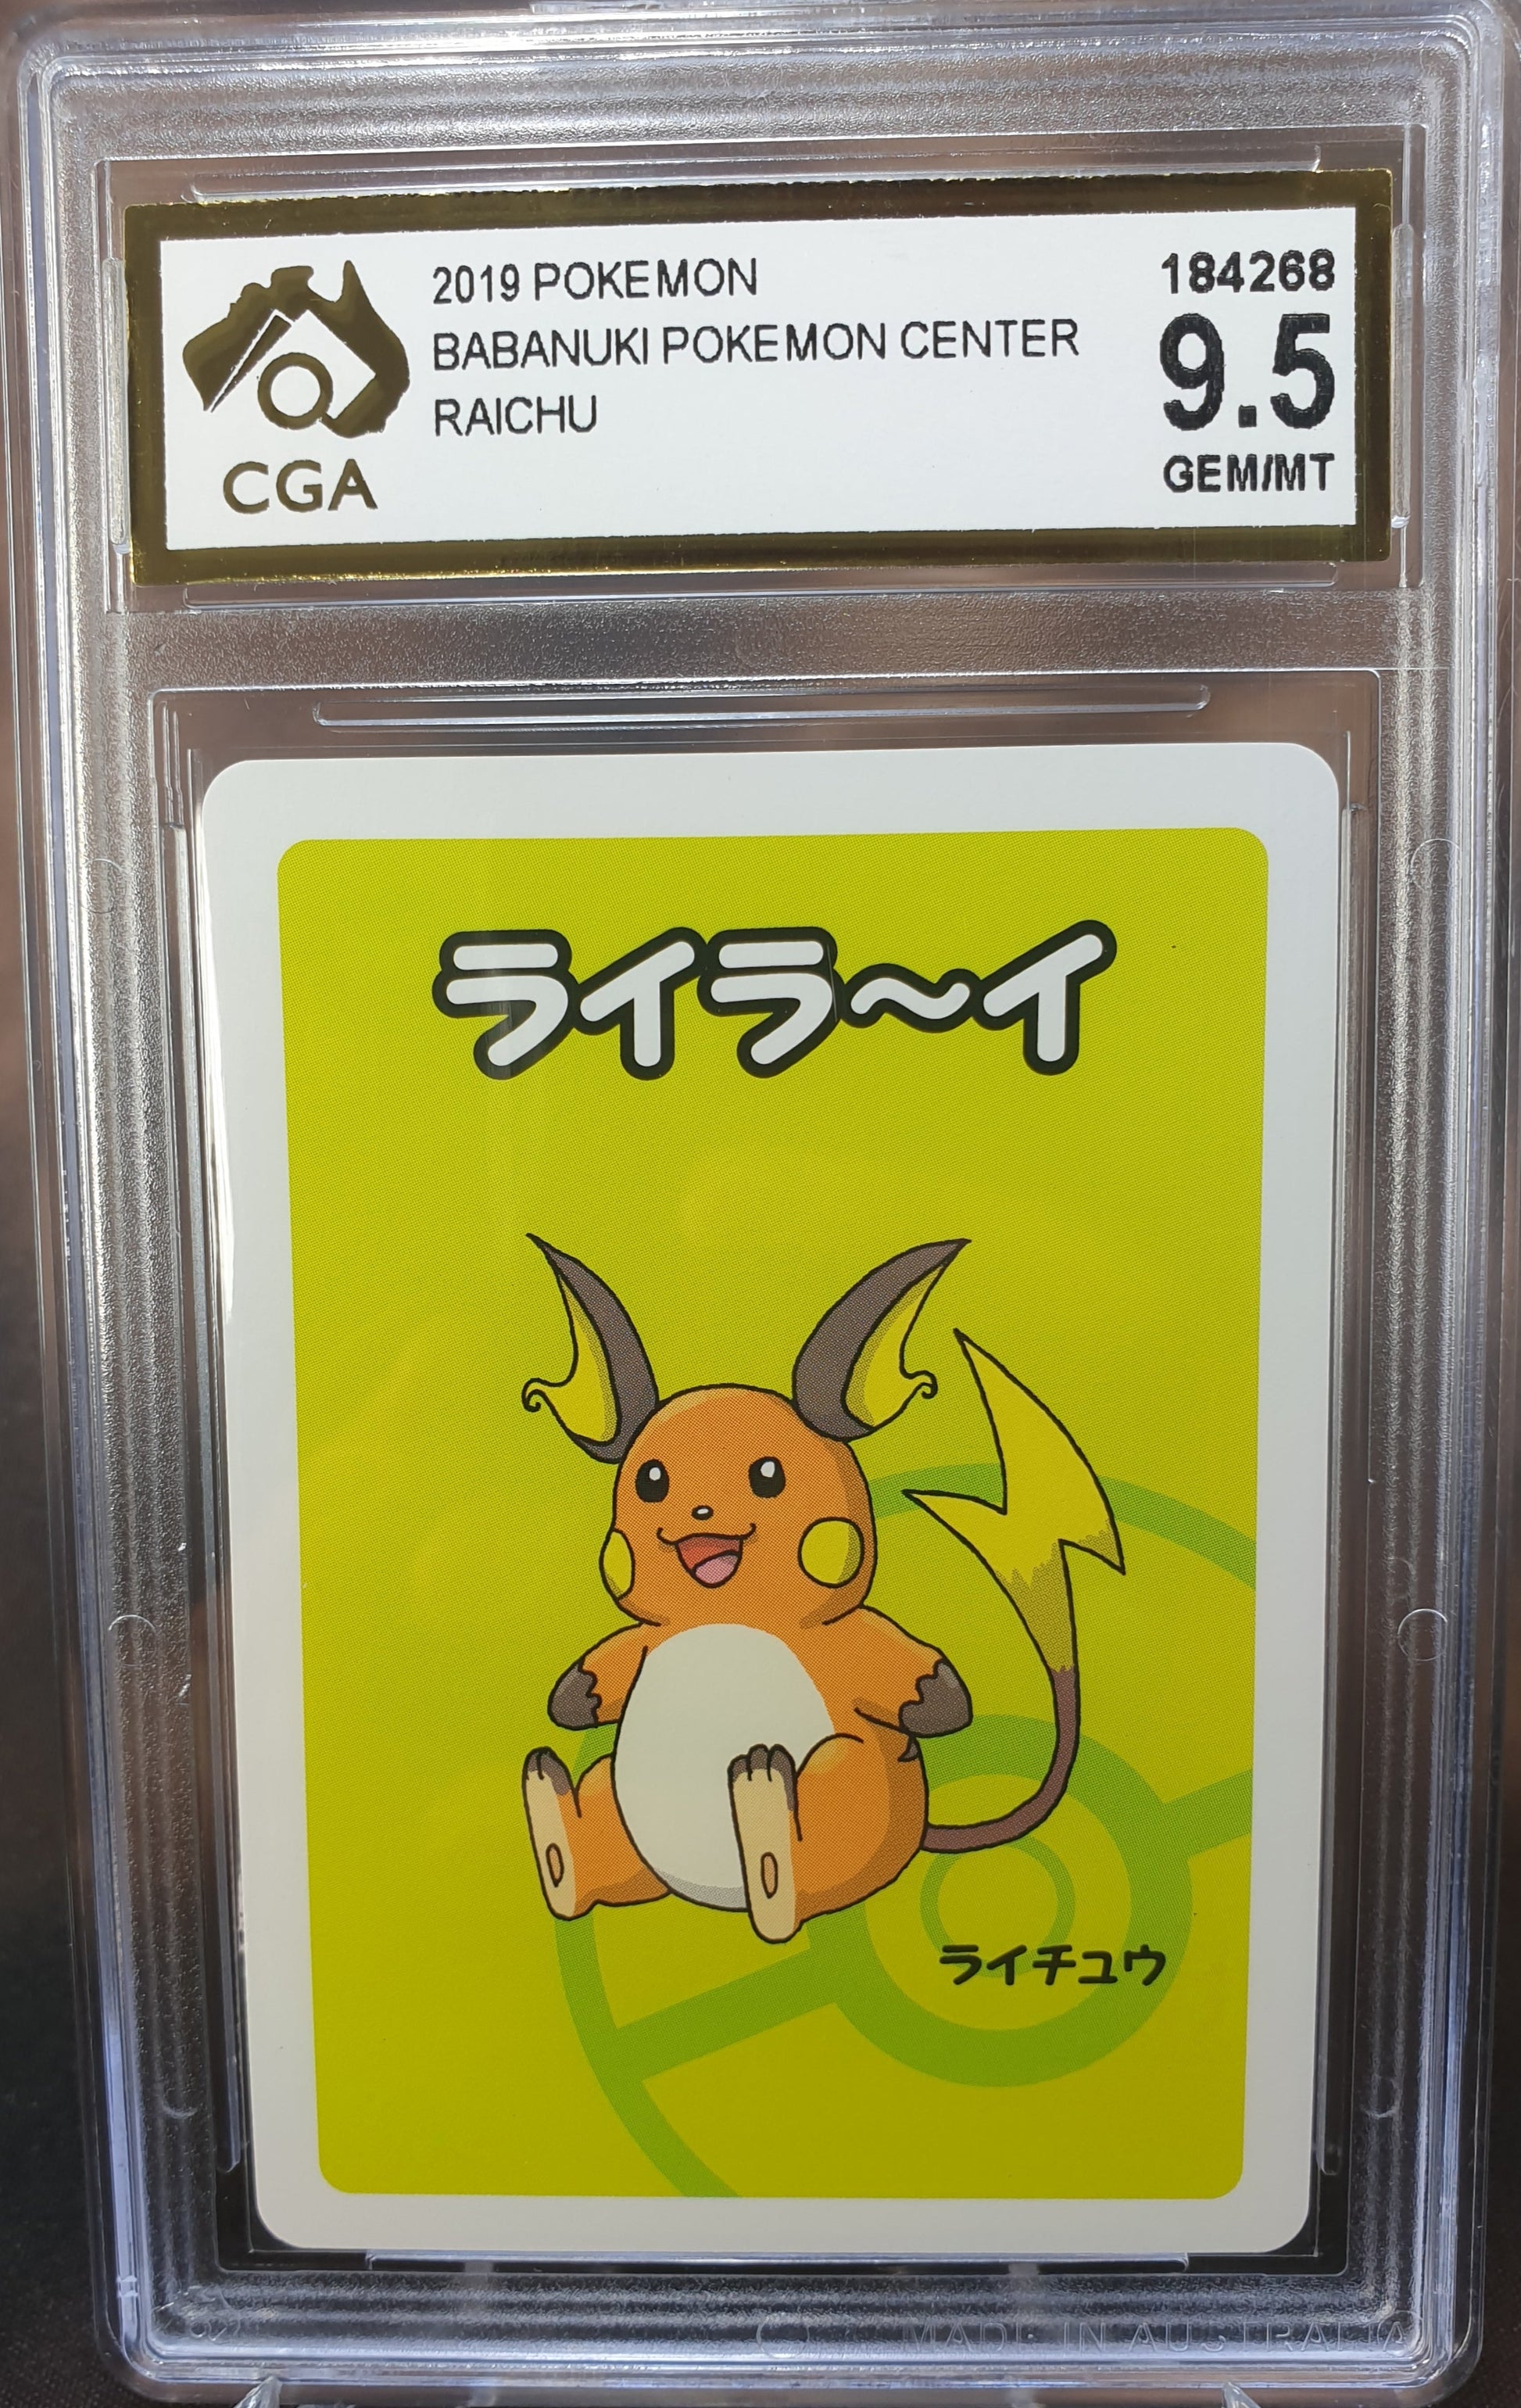 2019 POKEMON
BABANUKI POKEMON CENTER
RAICHU
184268
9.5
GEM/MT
CGA
ライラ～イ
ライチュウ
MADE IN AUSTRALIA